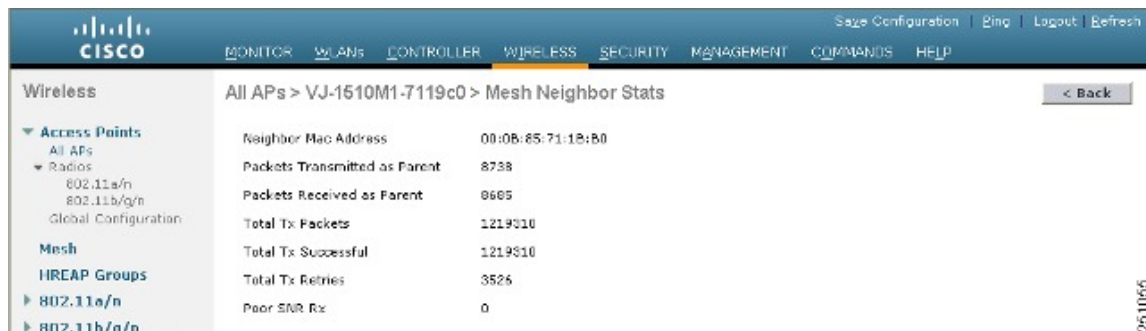 Save Configuration | Ping | Logout | Refresh
CISCO
MONITOR WLANs CONTROLLER WIRELESS SECURITY MANAGEMENT COMMANDS HELP
Wireless
All APs > VJ-1510M1-7119c0 > Mesh Neighbor Stats
< Back
Access Points
All APs
Radios
802.11a/n
802.11b/g/n
Global Configuration
Mesh
HREAP Groups
802.11a/n
802.11b/g/n
Neighbor Mac Address 00:0B:85:71:1B:B0
Packets Transmitted as Parent 8738
Packets Received as Parent 8685
Total Tx Packets 1219310
Total Tx Successful 1219310
Total Tx Retries 3526
Poor SNR Rx 0